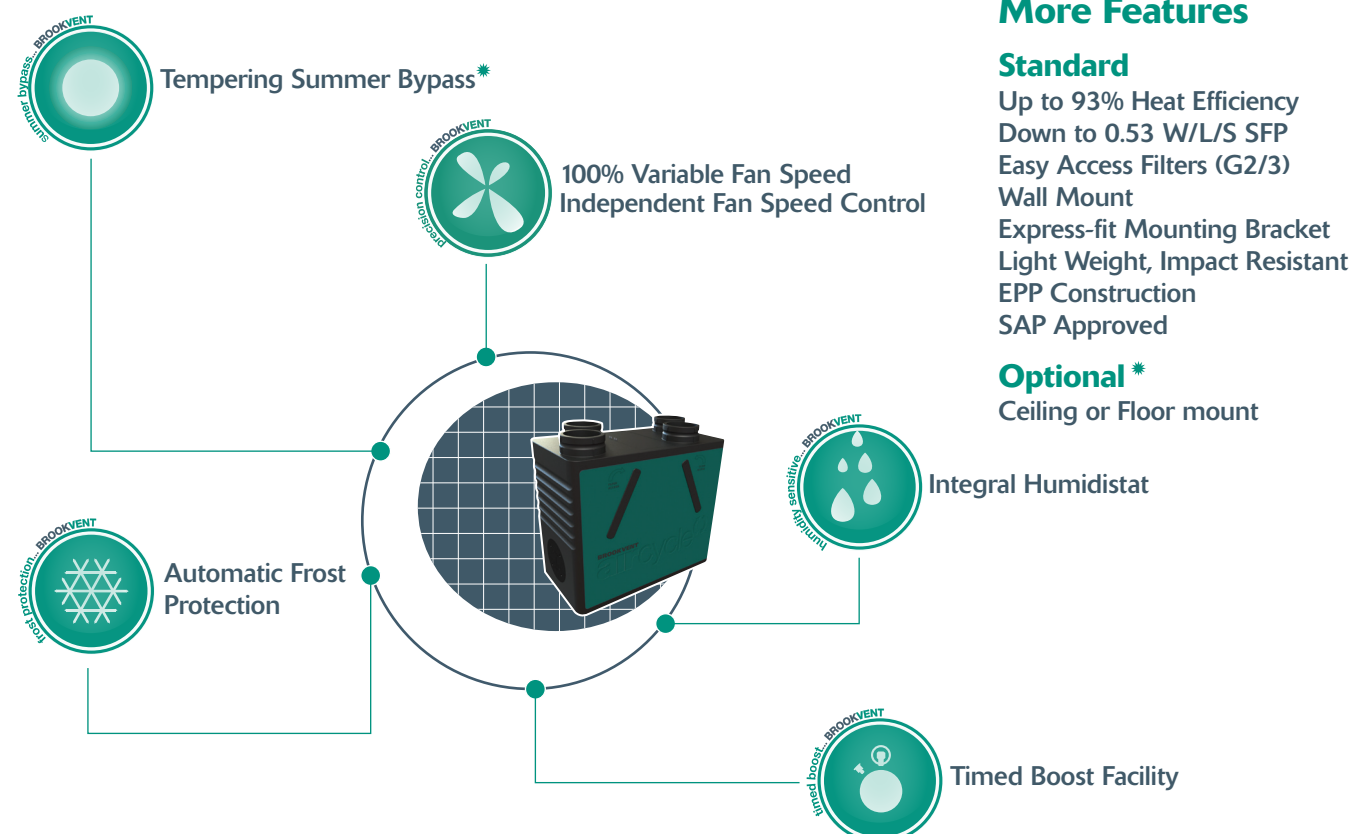 summer bypass... BROOKVENT
Tempering Summer Bypass*
precision control... BROOKVENT
100% Variable Fan Speed
Independent Fan Speed Control
More Features
Standard
Up to 93% Heat Efficiency
Down to 0.53 W/L/S SFP
Easy Access Filters (G2/3)
Wall Mount
Express-fit Mounting Bracket
Light Weight, Impact Resistant
EPP Construction
SAP Approved
Optional*
Ceiling or Floor mount
humidity sensitive... BROOKVENT
Integral Humidistat
BROOKVENT
frost protection... BROOKVENT
Automatic Frost
Protection
timed boost... BROOKVENT
Timed Boost Facility